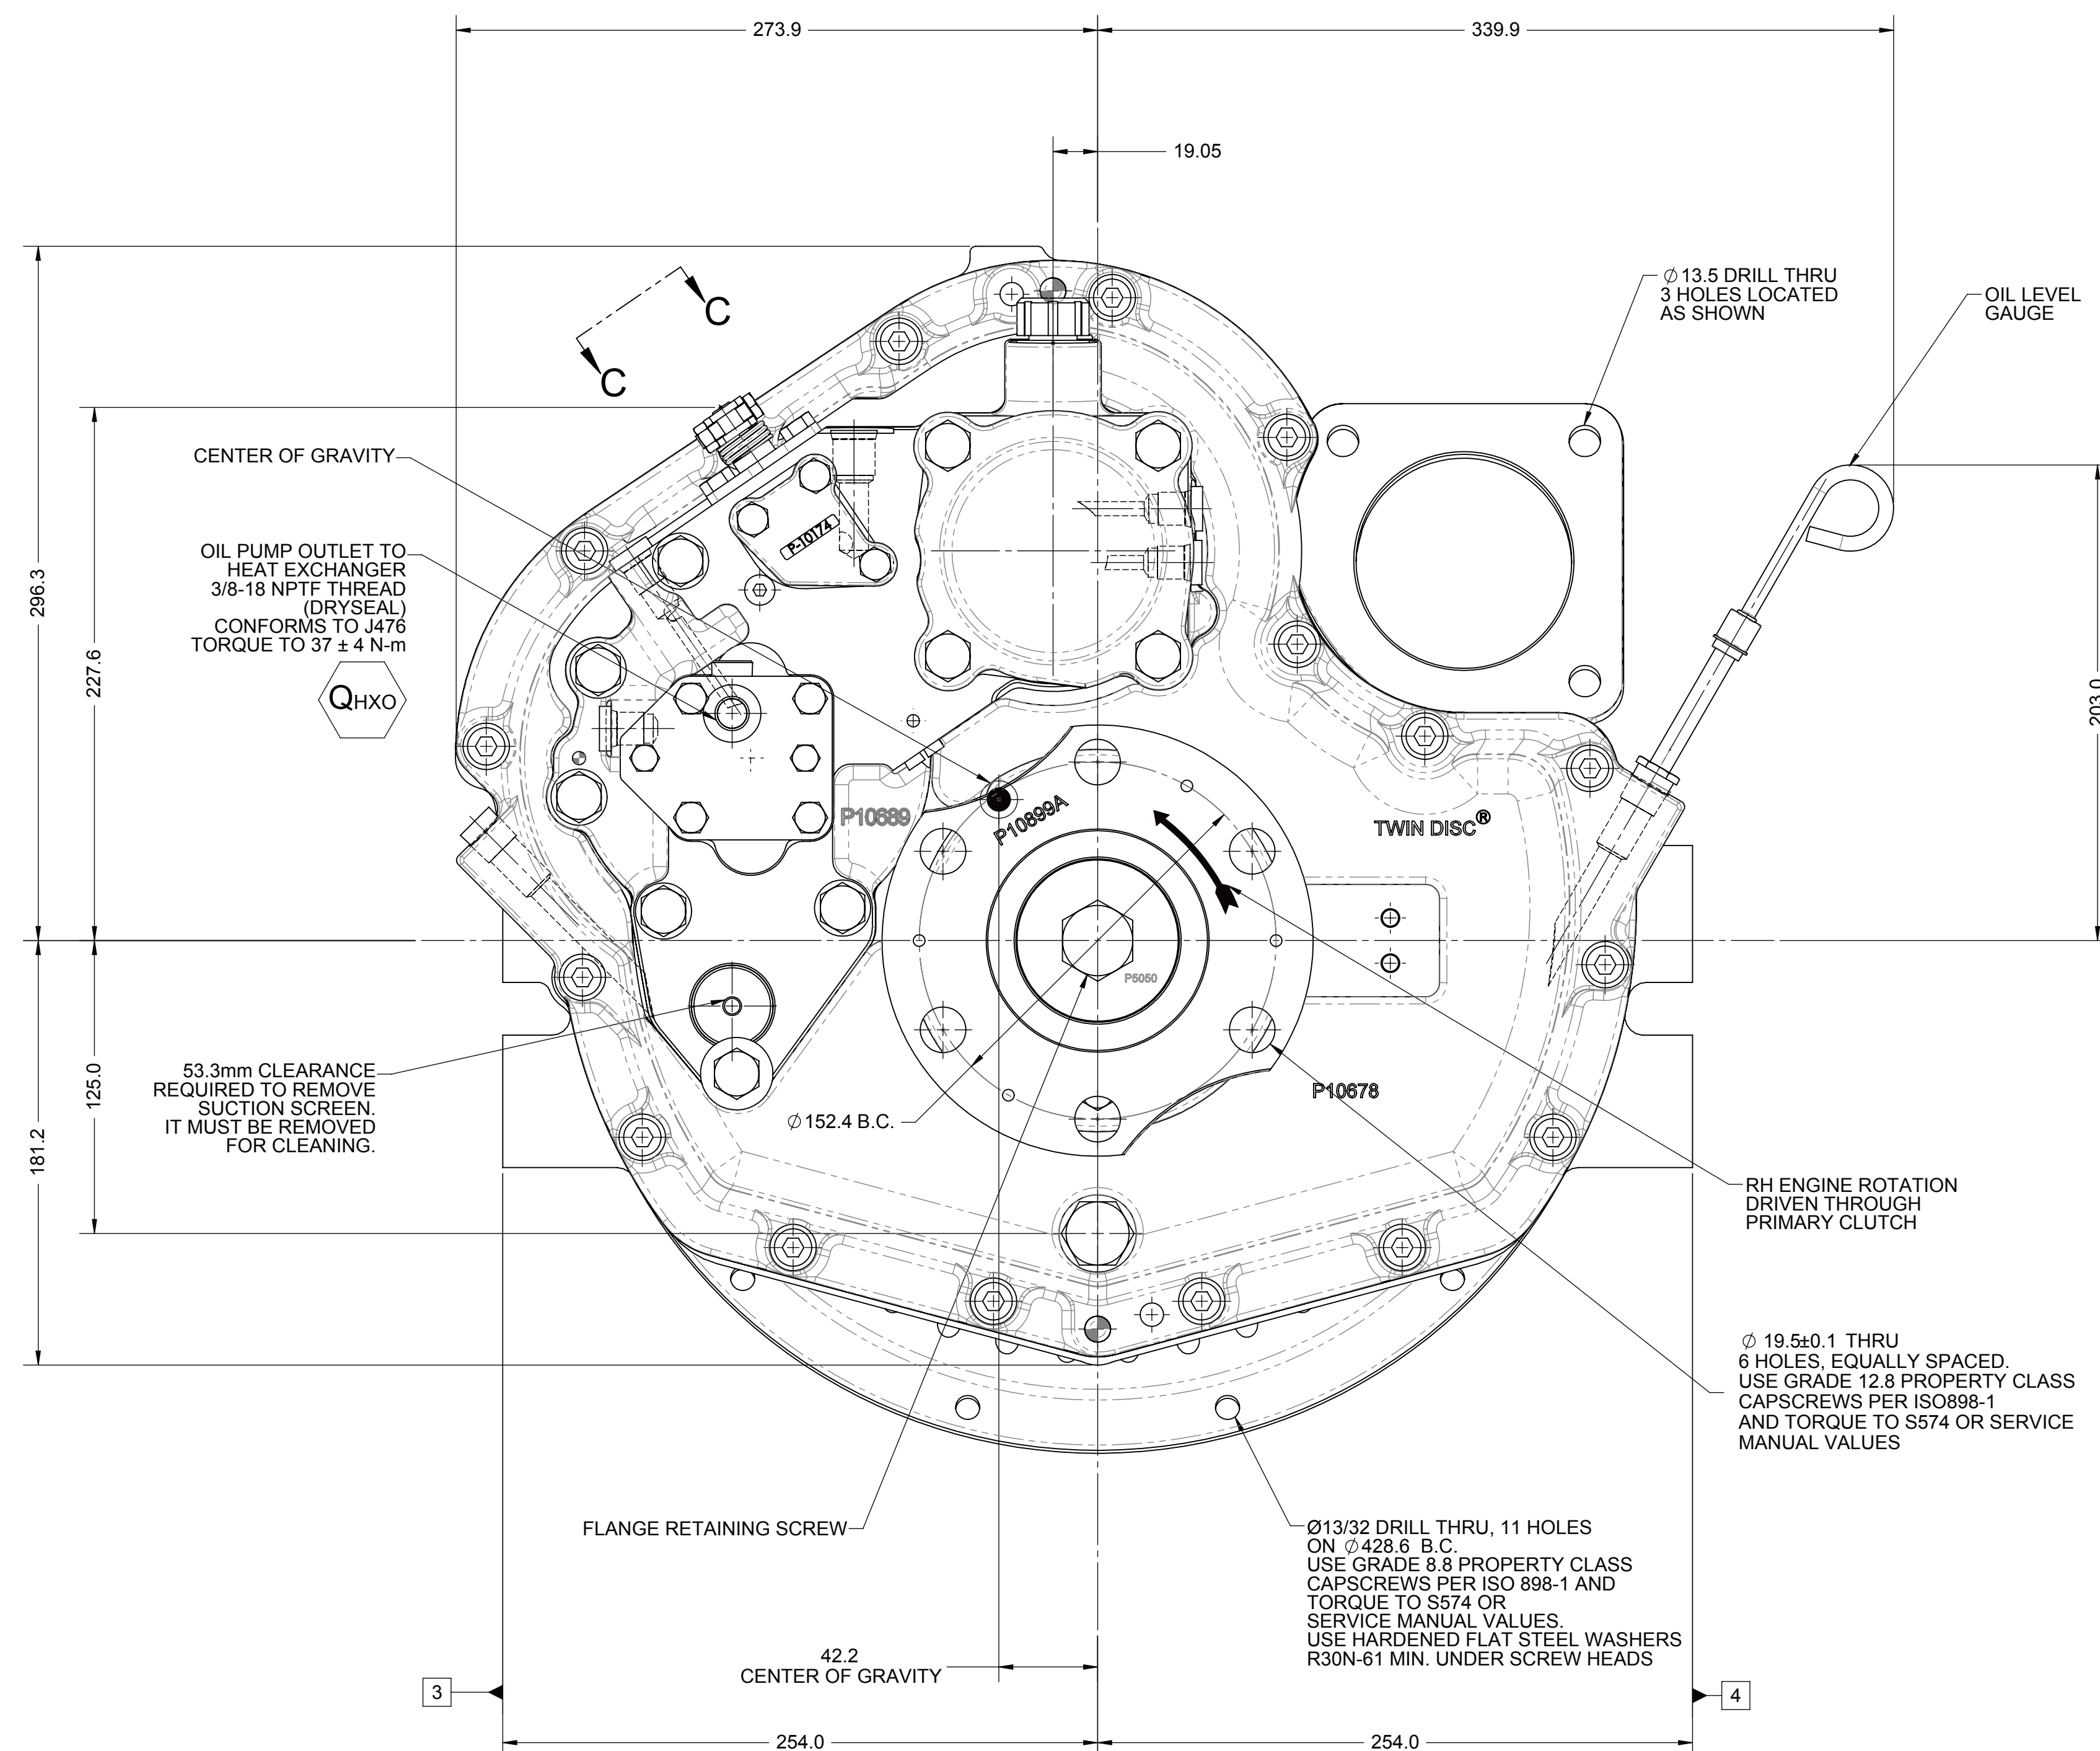 273.9
339.9
19.05
C
C
⌀13.5 DRILL THRU
3 HOLES LOCATED
AS SHOWN
OIL LEVEL
GAUGE
CENTER OF GRAVITY
P-10174
OIL PUMP OUTLET TO
HEAT EXCHANGER
3/8-18 NPTF THREAD
(DRYSEAL)
CONFORMS TO J476
TORQUE TO 37 ± 4 N-m
QHXO
296.3
227.6
203.0
P10689
P10899A
TWIN DISC®
P5050
53.3mm CLEARANCE
REQUIRED TO REMOVE
SUCTION SCREEN.
IT MUST BE REMOVED
FOR CLEANING.
125.0
181.2
⌀152.4 B.C.
P10678
RH ENGINE ROTATION
DRIVEN THROUGH
PRIMARY CLUTCH
⌀ 19.5±0.1 THRU
6 HOLES, EQUALLY SPACED.
USE GRADE 12.8 PROPERTY CLASS
CAPSCREWS PER ISO898-1
AND TORQUE TO S574 OR SERVICE
MANUAL VALUES
FLANGE RETAINING SCREW
Ø13/32 DRILL THRU, 11 HOLES
ON ⌀428.6 B.C.
USE GRADE 8.8 PROPERTY CLASS
CAPSCREWS PER ISO 898-1 AND
TORQUE TO S574 OR
SERVICE MANUAL VALUES.
USE HARDENED FLAT STEEL WASHERS
R30N-61 MIN. UNDER SCREW HEADS
42.2
CENTER OF GRAVITY
3
4
254.0
254.0